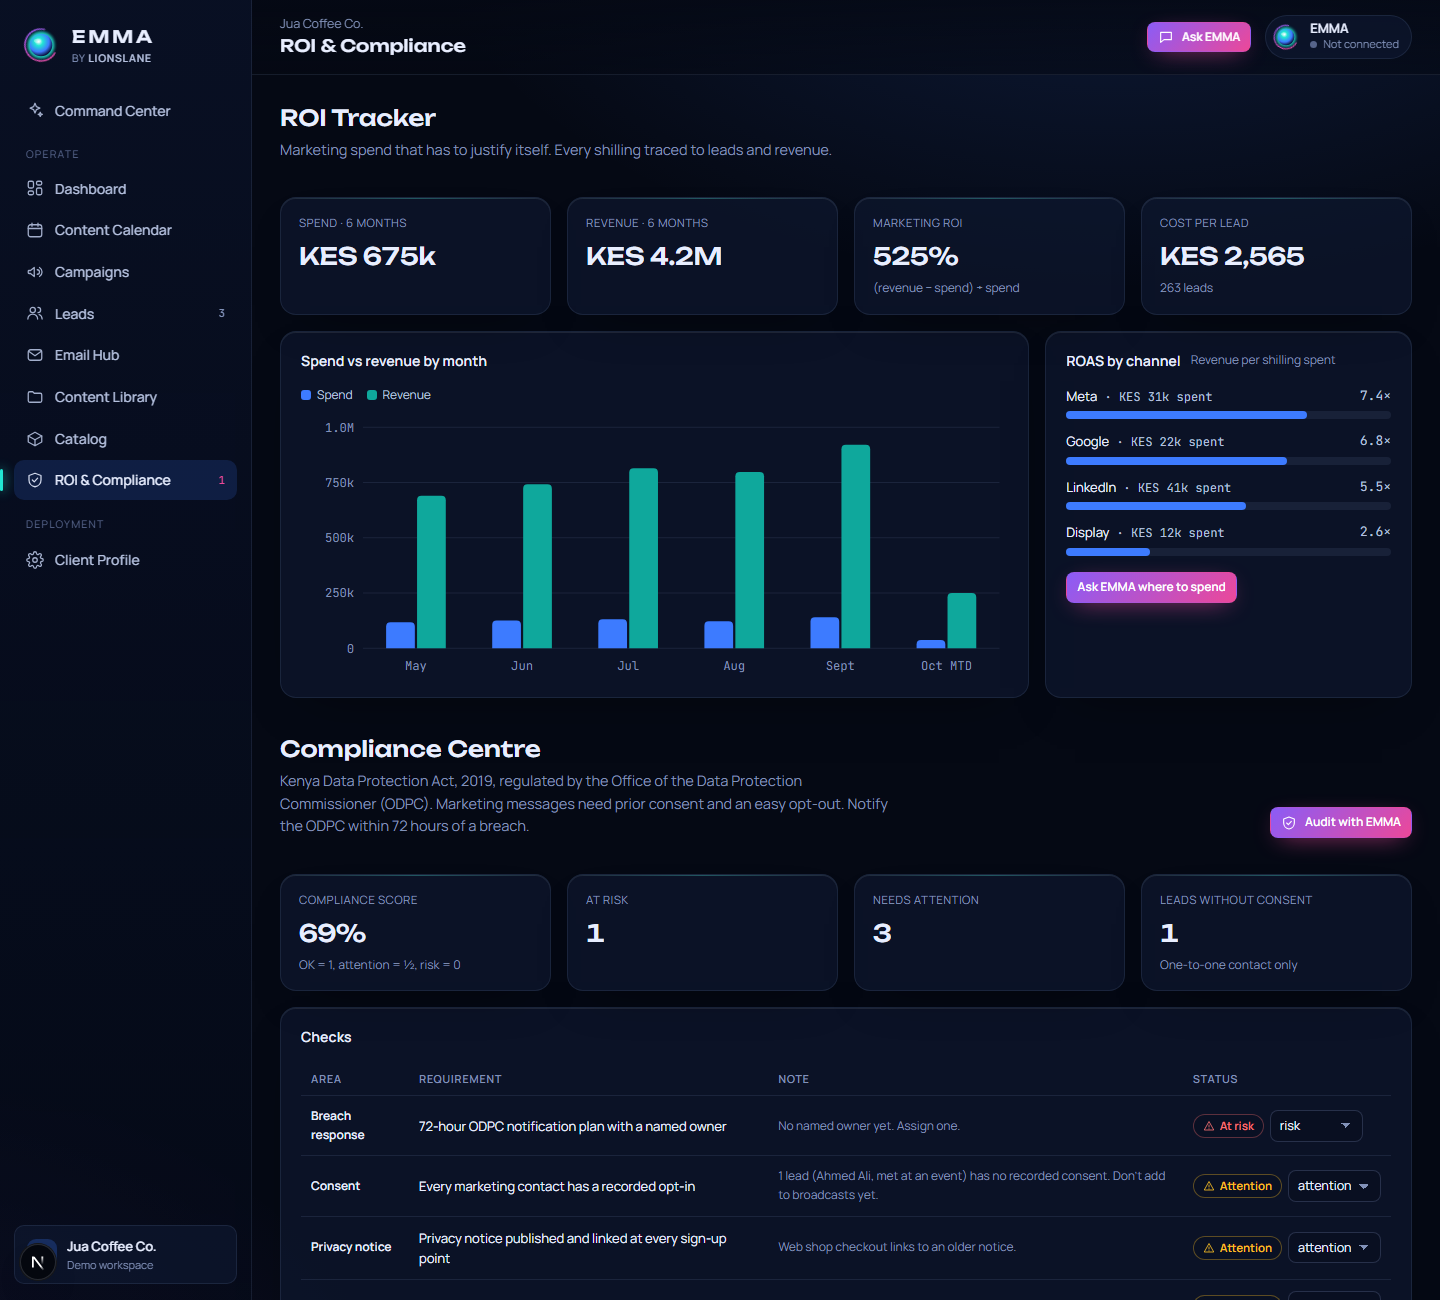 EMMA
BY LIONSLANE
Command Center
OPERATE
Dashboard
Content Calendar
Campaigns
Leads 3
Email Hub
Content Library
Catalog
ROI & Compliance 1
DEPLOYMENT
Client Profile
N
Jua Coffee Co.
Demo workspace
Jua Coffee Co.
ROI & Compliance
Ask EMMA
EMMA
Not connected
ROI Tracker
Marketing spend that has to justify itself. Every shilling traced to leads and revenue.
SPEND · 6 MONTHS
KES 675k
REVENUE · 6 MONTHS
KES 4.2M
MARKETING ROI
525%
(revenue − spend) ÷ spend
COST PER LEAD
KES 2,565
263 leads
Spend vs revenue by month
Spend Revenue
1.0M
750k
500k
250k
0
May Jun Jul Aug Sept Oct MTD
ROAS by channel Revenue per shilling spent
Meta · KES 31k spent 7.4×
Google · KES 22k spent 6.8×
LinkedIn · KES 41k spent 5.5×
Display · KES 12k spent 2.6×
Ask EMMA where to spend
Compliance Centre
Kenya Data Protection Act, 2019, regulated by the Office of the Data Protection
Commissioner (ODPC). Marketing messages need prior consent and an easy opt-out. Notify
the ODPC within 72 hours of a breach.
Audit with EMMA
COMPLIANCE SCORE
69%
OK = 1, attention = ½, risk = 0
AT RISK
1
NEEDS ATTENTION
3
LEADS WITHOUT CONSENT
1
One-to-one contact only
Checks
AREA REQUIREMENT NOTE STATUS
Breach
response
72-hour ODPC notification plan with a named owner
No named owner yet. Assign one.
At risk risk
Consent
Every marketing contact has a recorded opt-in
1 lead (Ahmed Ali, met at an event) has no recorded consent. Don't add
to broadcasts yet.
Attention attention
Privacy notice
Privacy notice published and linked at every sign-up
point
Web shop checkout links to an older notice.
Attention attention